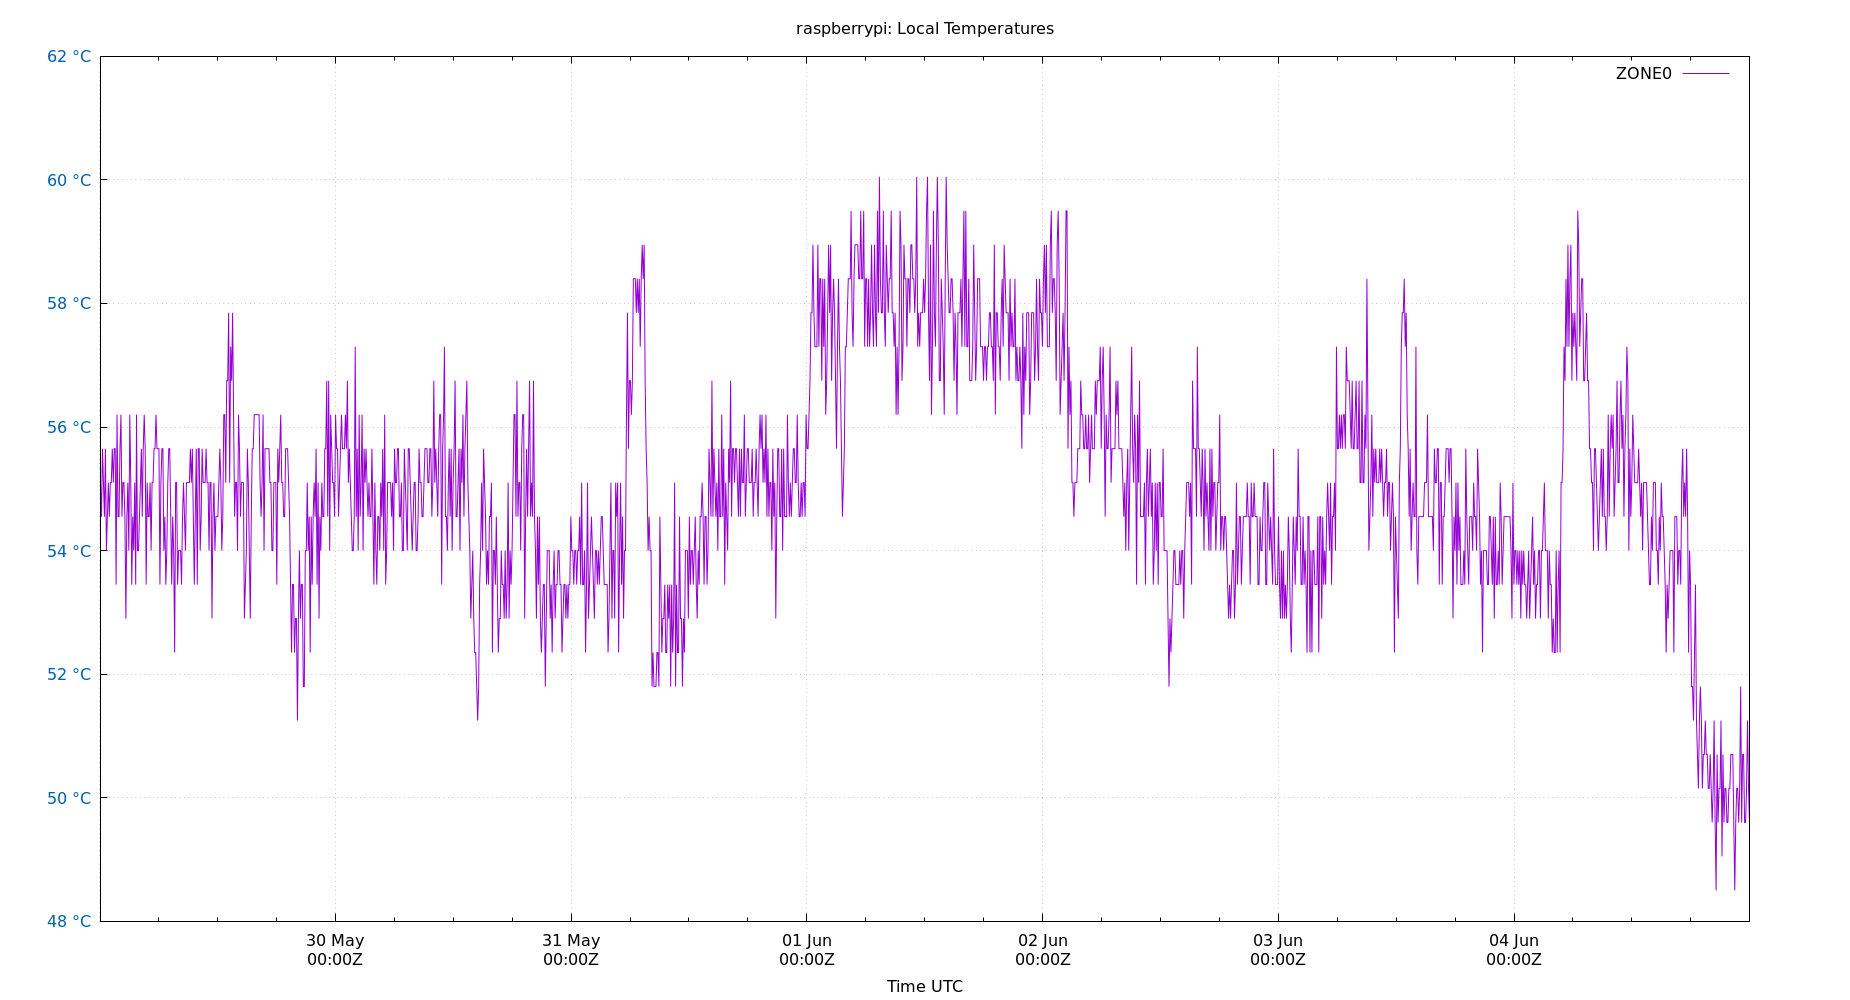 raspberrypi: Local Temperatures
62 °C
ZONE0
60 °C
58 °C
56 °C
54 °C
52 °C
50 °C
48 °C
30 May 31 May 01 Jun 02 Jun 03 Jun 04 Jun
00:00Z 00:00Z 00:00Z 00:00Z 00:00Z 00:00Z
Time UTC